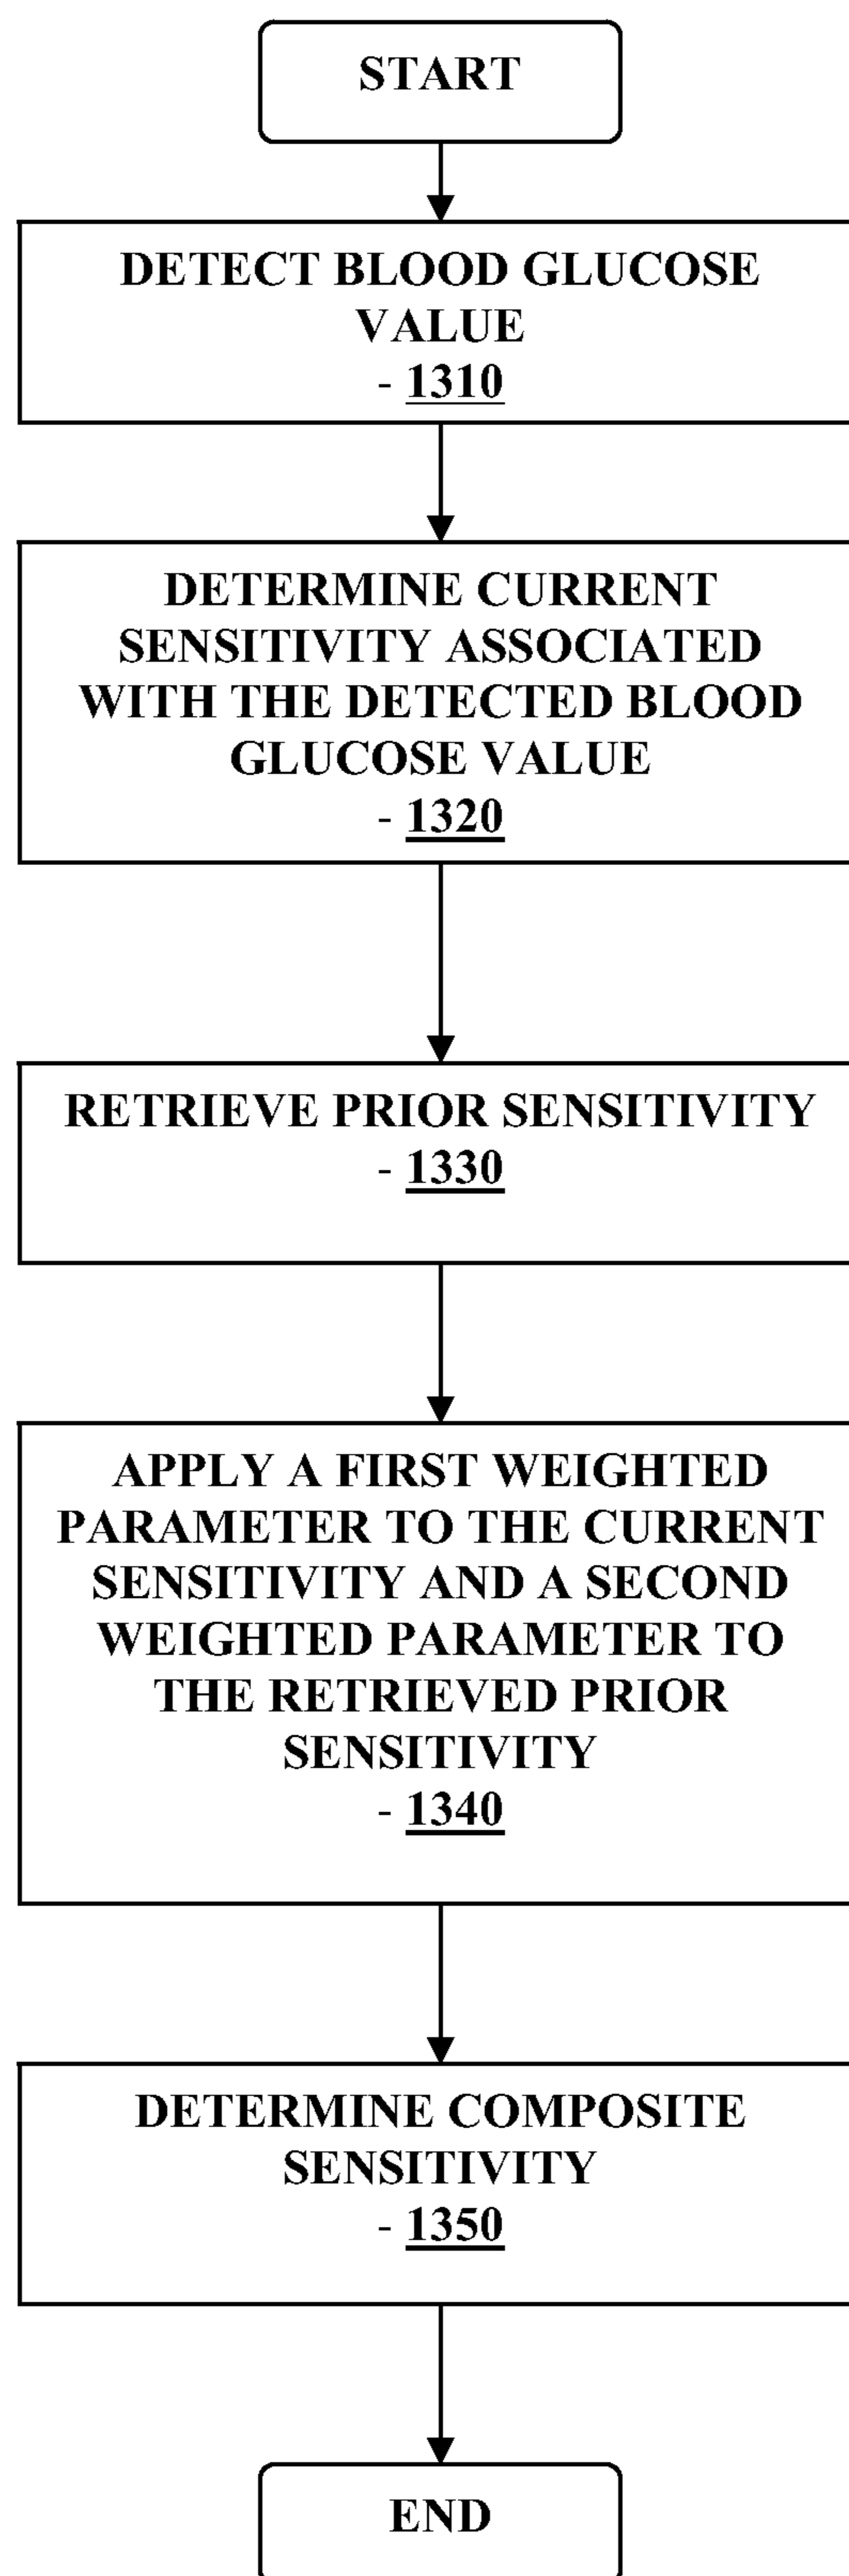 START
DETECT BLOOD GLUCOSE
VALUE
- 1310
DETERMINE CURRENT
SENSITIVITY ASSOCIATED
WITH THE DETECTED BLOOD
GLUCOSE VALUE
- 1320
RETRIEVE PRIOR SENSITIVITY
- 1330
APPLY A FIRST WEIGHTED
PARAMETER TO THE CURRENT
SENSITIVITY AND A SECOND
WEIGHTED PARAMETER TO
THE RETRIEVED PRIOR
SENSITIVITY
- 1340
DETERMINE COMPOSITE
SENSITIVITY
- 1350
END